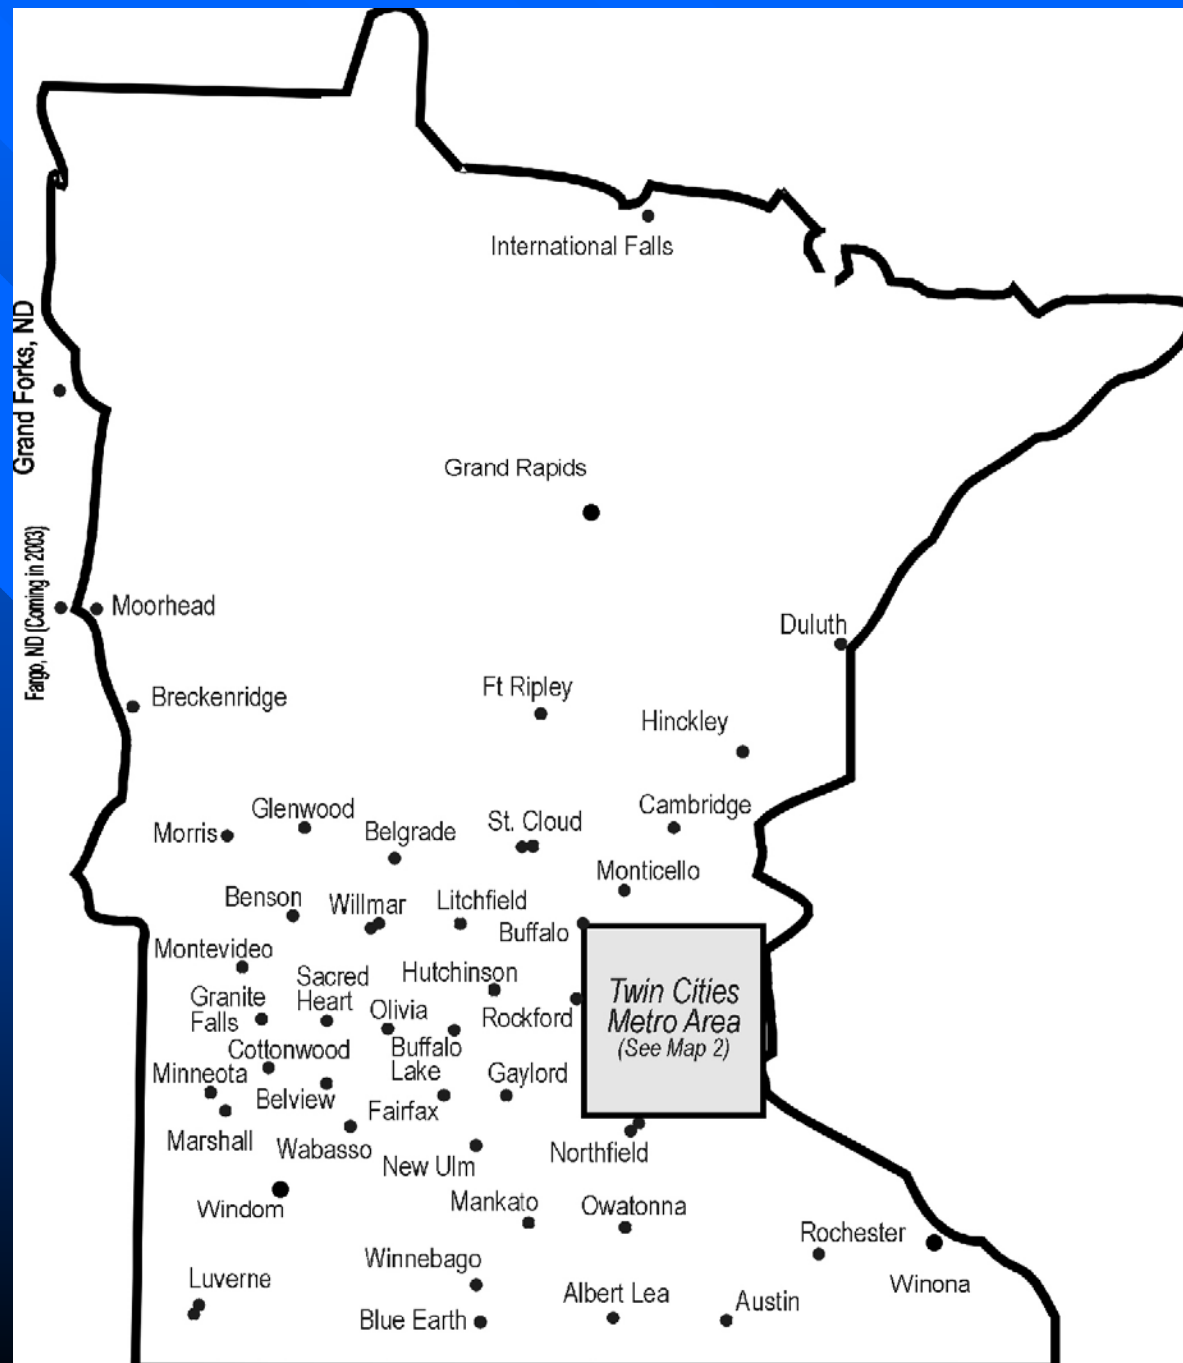 International Falls
Grand Forks, ND
Grand Rapids
Fargo, ND (Coming in 2003)
Moorhead
Duluth
Breckenridge
Ft Ripley
Hinckley
Glenwood
Cambridge
Morris
Belgrade
St. Cloud
Monticello
Benson
Willmar
Litchfield
Buffalo
Montevideo
Sacred
Heart
Hutchinson
Twin Cities
Metro Area
(See Map 2)
Granite
Falls
Olivia
Rockford
Cottonwood
Buffalo
Lake
Minneota
Gaylord
Belview
Fairfax
Marshall
Wabasso
New Ulm
Northfield
Windom
Mankato
Owatonna
Rochester
Winnebago
Luverne
Winona
Albert Lea
Austin
Blue Earth